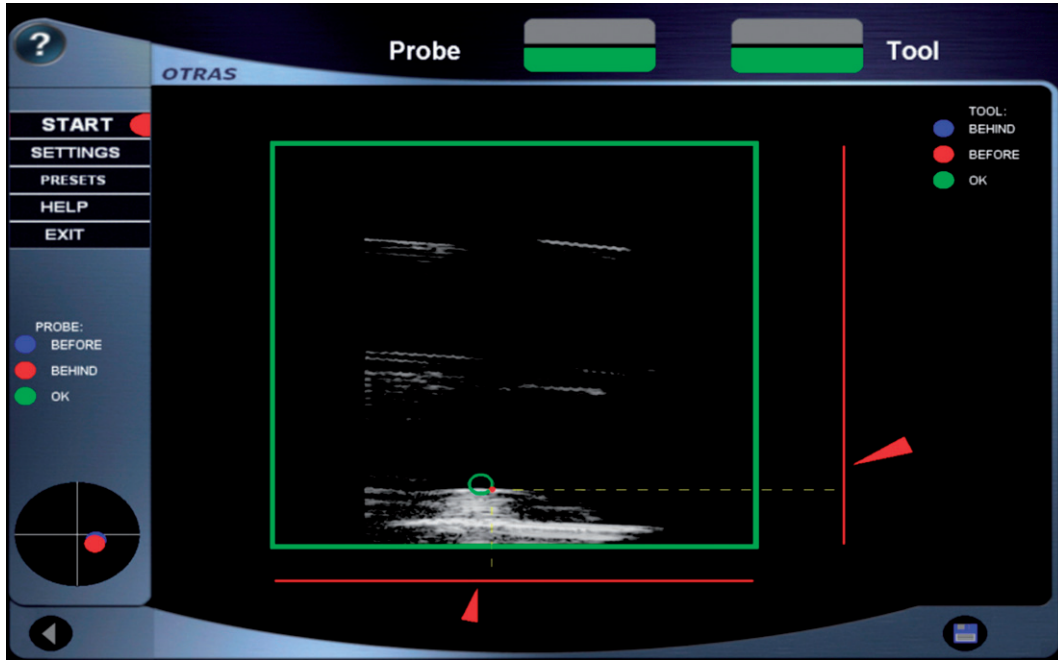 ?
Probe
Tool
OTRAS
START
SETTINGS
PRESETS
HELP
EXIT
TOOL:
BEHIND
BEFORE
OK
PROBE:
BEFORE
BEHIND
OK